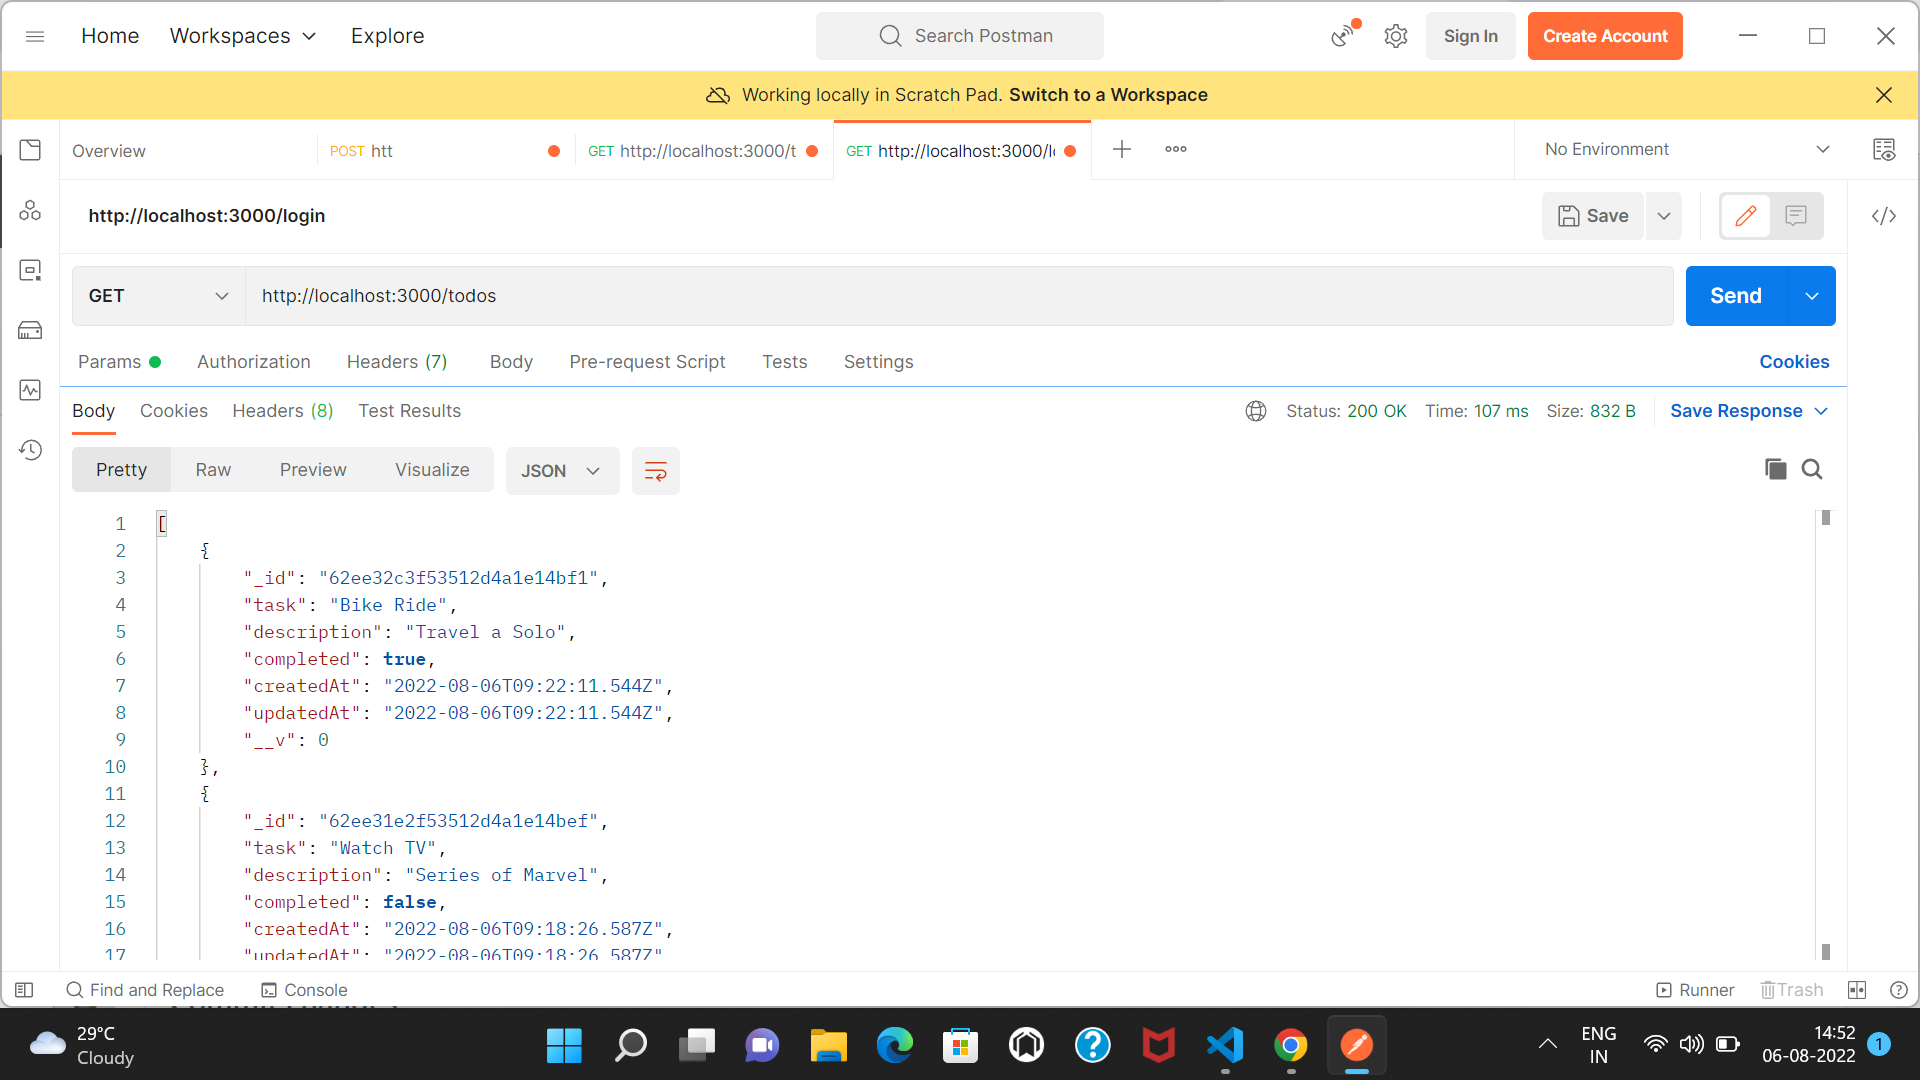 Home Workspaces Explore Search Postman Sign In Create Account
Working locally in Scratch Pad. Switch to a Workspace
Overview POST htt GET http://localhost:3000/t GET http://localhost:3000/l No Environment
http://localhost:3000/login Save </>
GET http://localhost:3000/todos Send
Params Authorization Headers (7) Body Pre-request Script Tests Settings Cookies
Body Cookies Headers (8) Test Results Status: 200 OK Time: 107 ms Size: 832 B Save Response
Pretty Raw Preview Visualize JSON
1 [
2 {
3 "_id": "62ee32c3f53512d4a1e14bf1",
4 "task": "Bike Ride",
5 "description": "Travel a Solo",
6 "completed": true,
7 "createdAt": "2022-08-06T09:22:11.544Z",
8 "updatedAt": "2022-08-06T09:22:11.544Z",
9 "__v": 0
10 },
11 {
12 "_id": "62ee31e2f53512d4a1e14bef",
13 "task": "Watch TV",
14 "description": "Series of Marvel",
15 "completed": false,
16 "createdAt": "2022-08-06T09:18:26.587Z",
17 "updatedAt": "2022-08-06T09:18:26.587Z"
Find and Replace Console Runner Trash
29°C ENG 14:52
Cloudy IN 06-08-2022 1